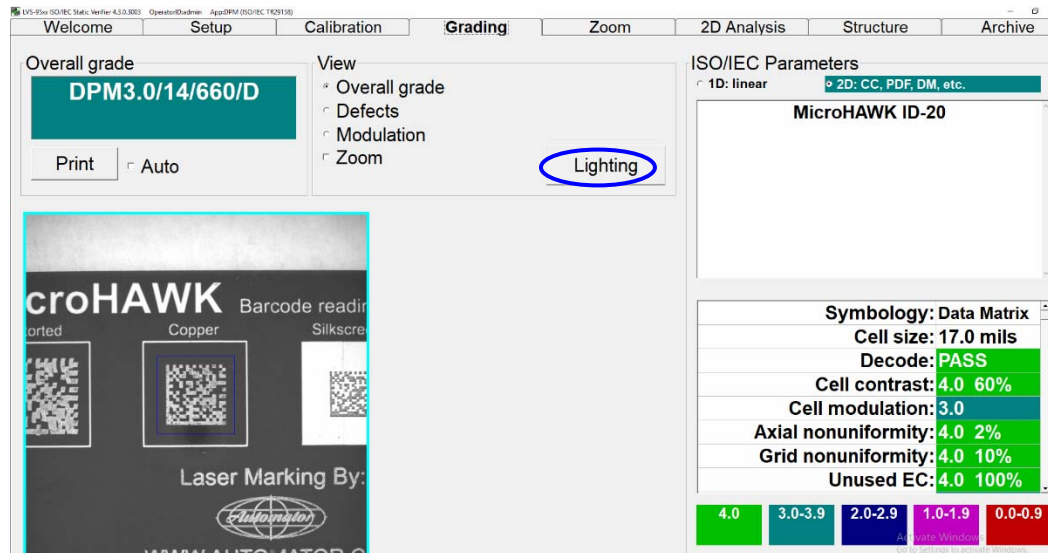 LVS-95xx ISO/IEC Static Verifier 4.3.0.3003 OperatorID:admin App:DPM (ISO/IEC TR29158)
Welcome Setup Calibration Grading Zoom 2D Analysis Structure Archive
Overall grade
DPM3.0/14/660/D
Print Auto
View
Overall grade
Defects
Modulation
Zoom
Lighting
ISO/IEC Parameters
1D: linear 2D: CC, PDF, DM, etc.
MicroHAWK ID-20
croHAWK Barcode readin
orted Copper Silkscre
Laser Marking By:
Automator
WWW.AUTOMATOR.C
Symbology: Data Matrix
Cell size: 17.0 mils
Decode: PASS
Cell contrast: 4.0 60%
Cell modulation: 3.0
Axial nonuniformity: 4.0 2%
Grid nonuniformity: 4.0 10%
Unused EC: 4.0 100%
4.0 3.0-3.9 2.0-2.9 1.0-1.9 0.0-0.9
Activate Windows
Go to Settings to activate Windows.